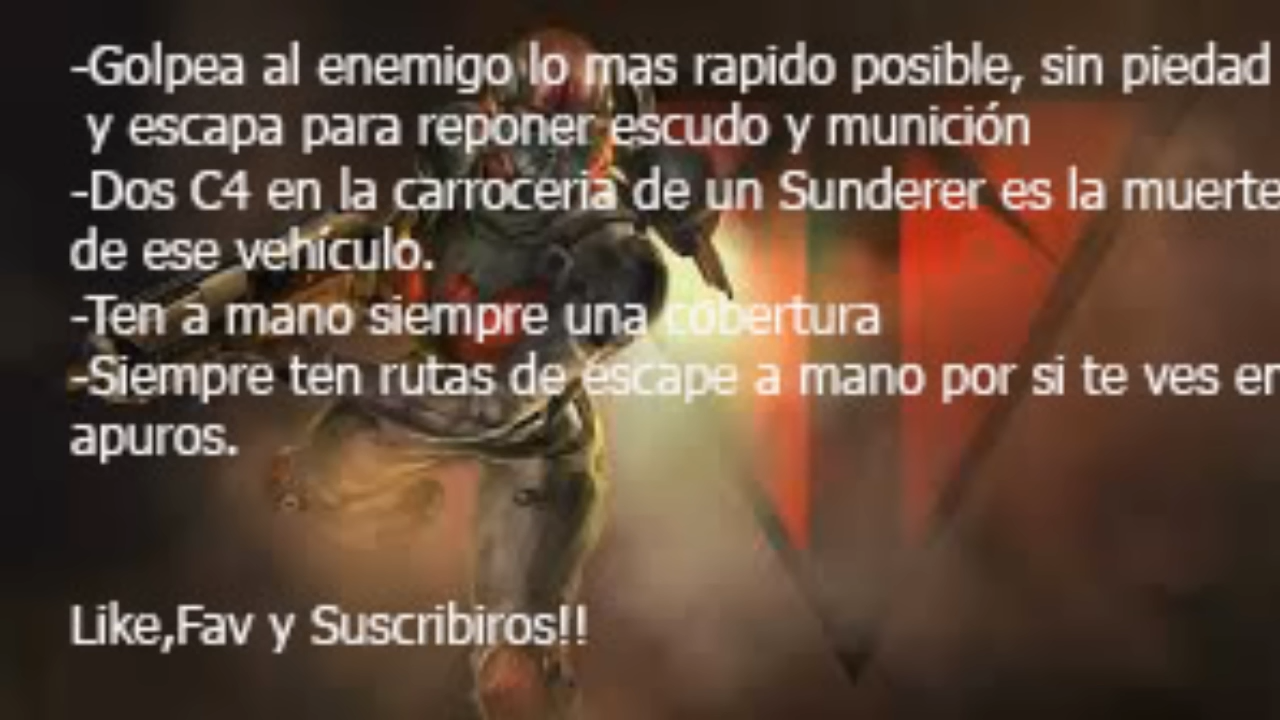 -Golpea al enemigo lo mas rapido posible, sin piedad
y escapa para reponer escudo y munición
-Dos C4 en la carroceria de un Sunderer es la muerte
de ese vehiculo.
-Ten a mano siempre una cobertura
-Siempre ten rutas de escape a mano por si te ves en
apuros.
Like,Fav y Suscribiros!!